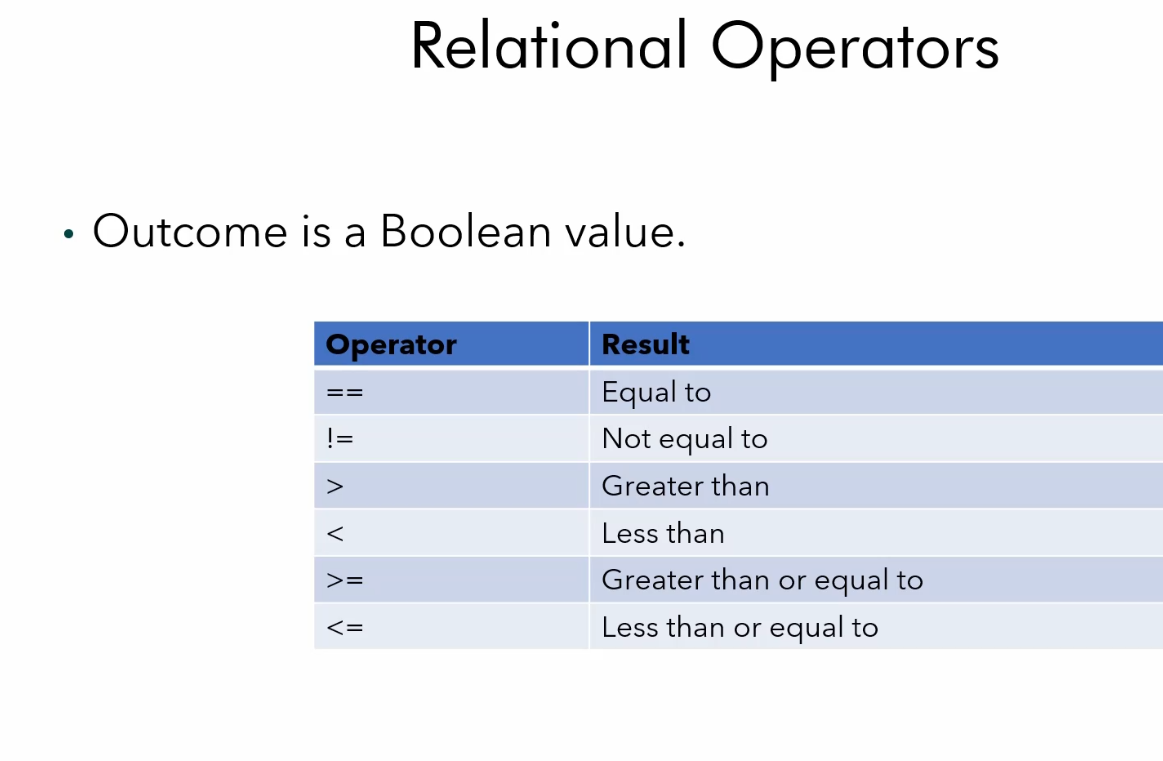 Relational Operators
• Outcome is a Boolean value.
Operator Result
== Equal to
!= Not equal to
> Greater than
< Less than
>= Greater than or equal to
<= Less than or equal to